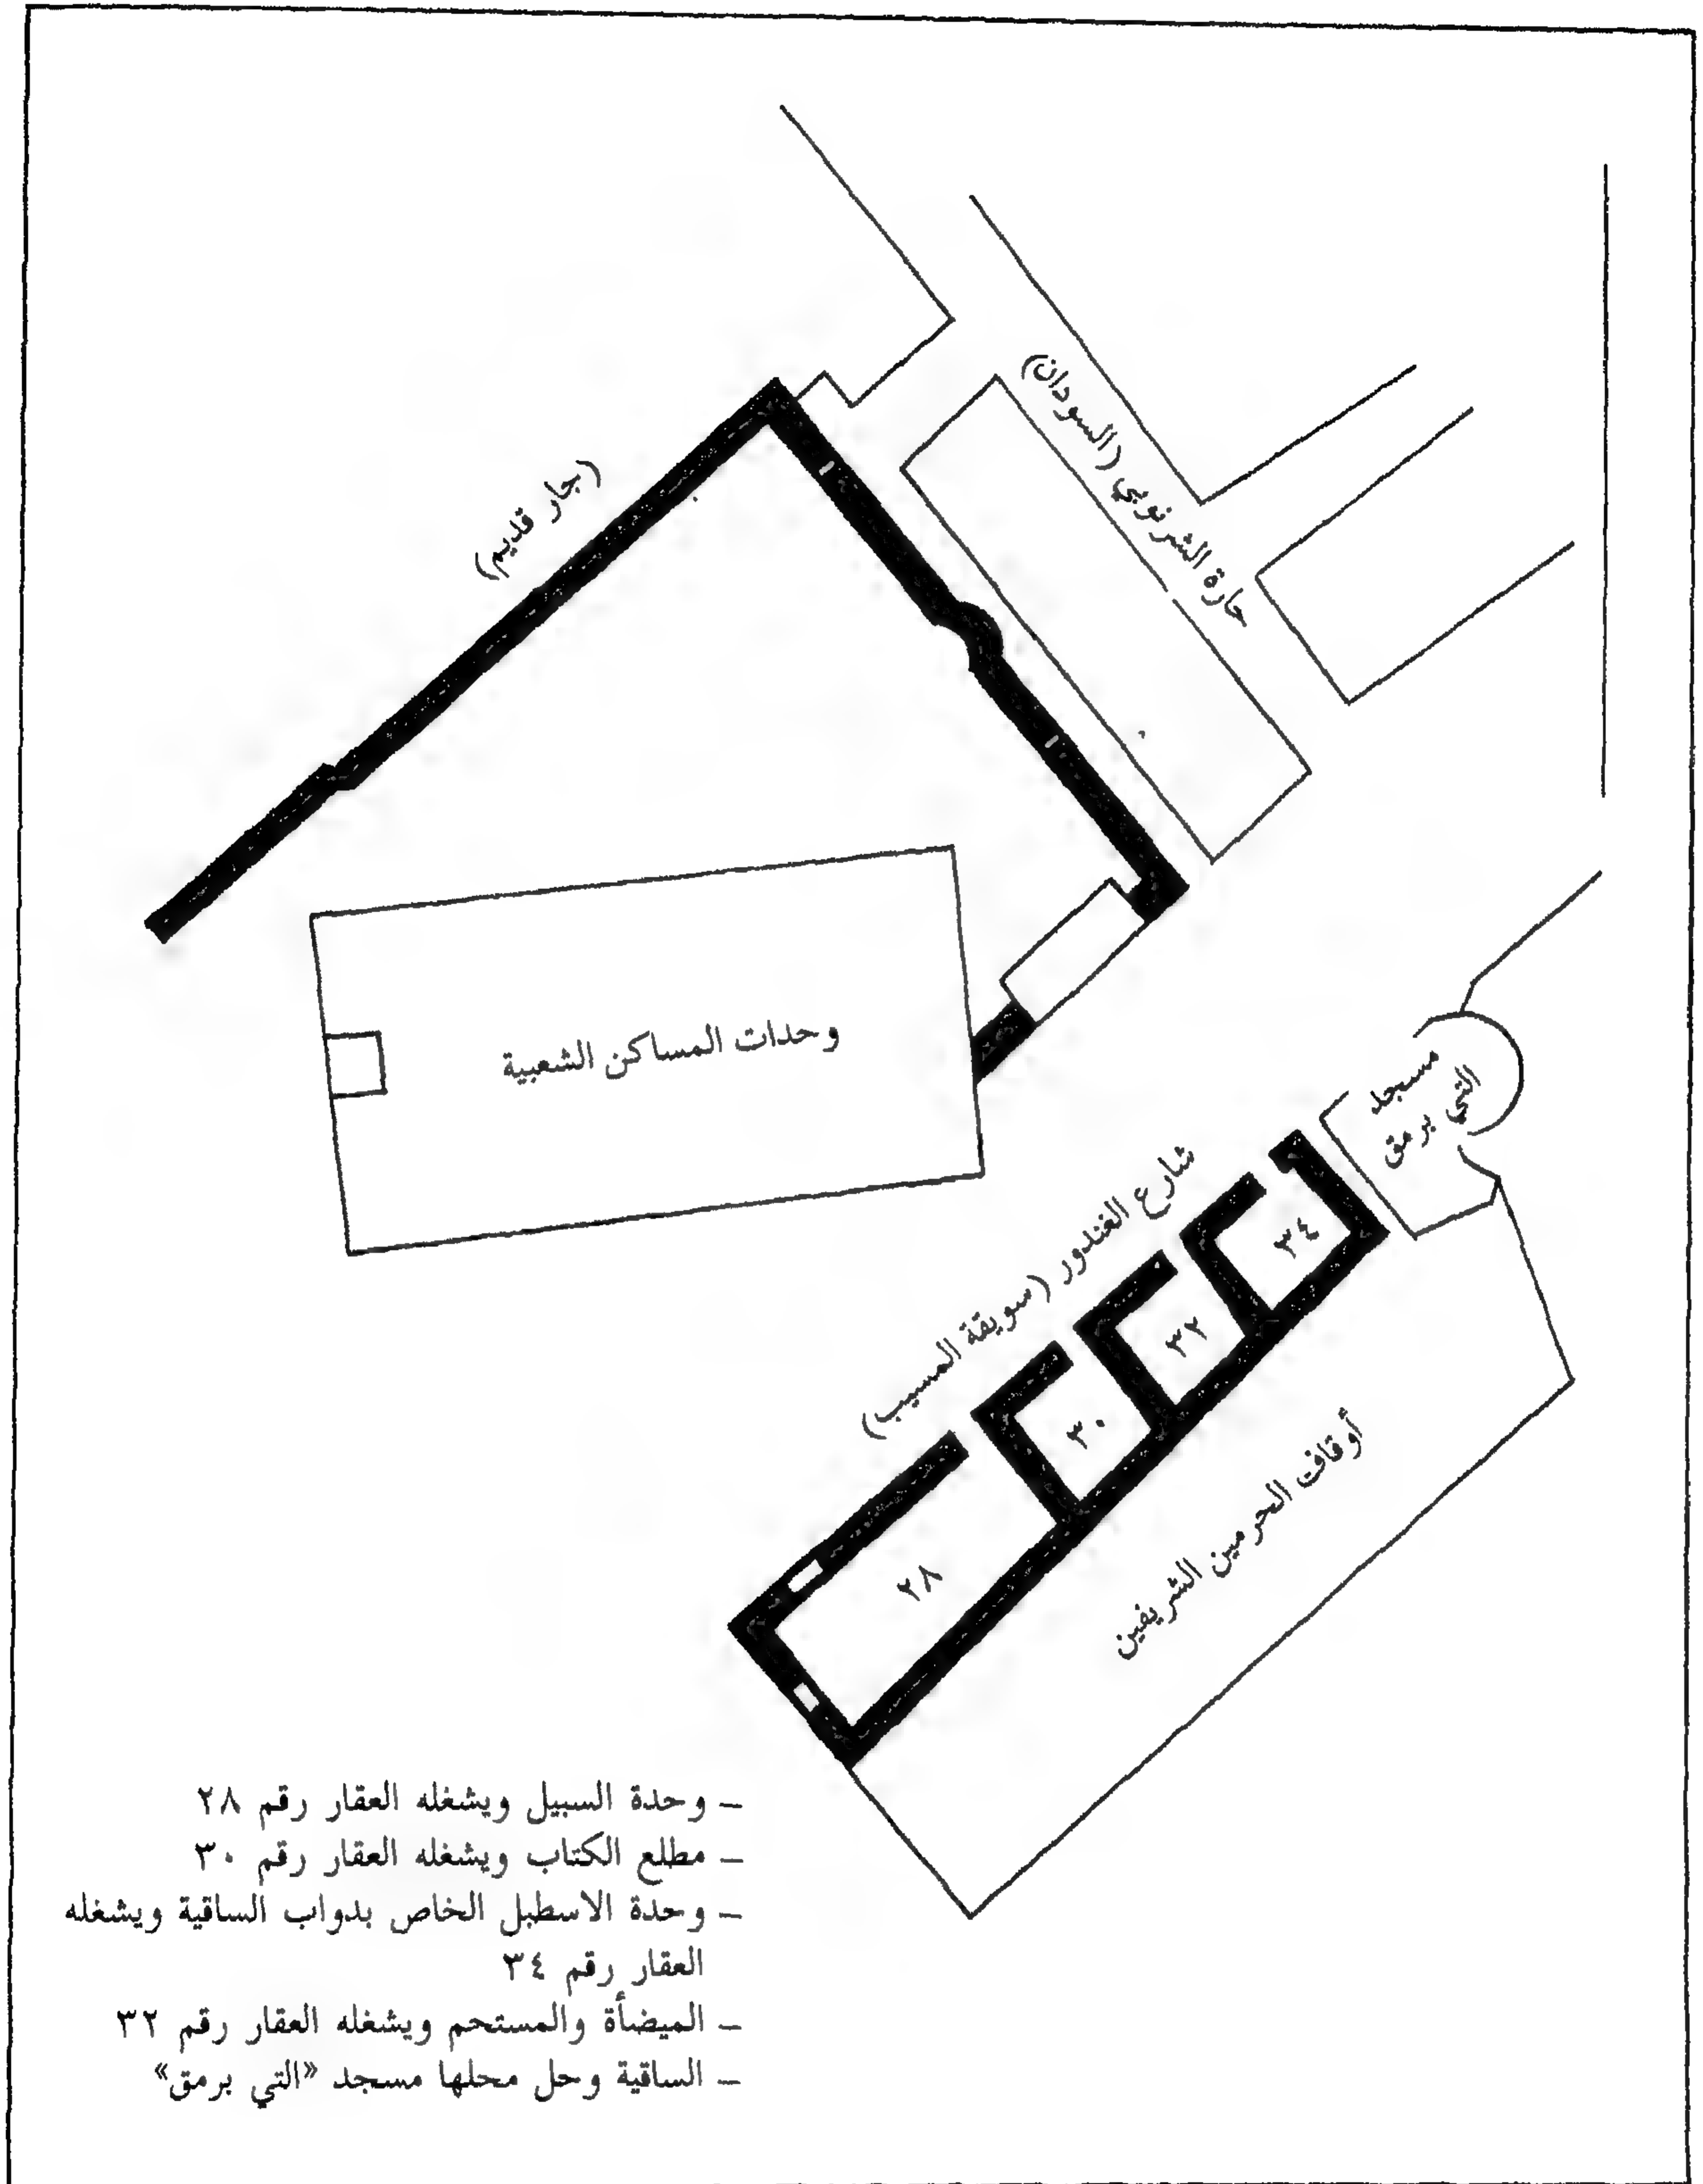 حارة الشرنوبي (السودان)
(جار قديم)
وحدات المساكن الشعبية
مسجد
التي برمق
شارع الغندور (سويقة المسيب)
٣٤
٣٢
٣٠
٢٨
أوقاف الحرمين الشريفين
– وحدة السبيل ويشغله العقار رقم ٢٨
– مطلع الكتاب ويشغله العقار رقم ٣٠
– وحدة الاسطبل الخاص بدواب الساقية ويشغله
العقار رقم ٣٤
– الميضأة والمستحم ويشغله العقار رقم ٣٢
– الساقية وحل محلها مسجد «التي برمق»